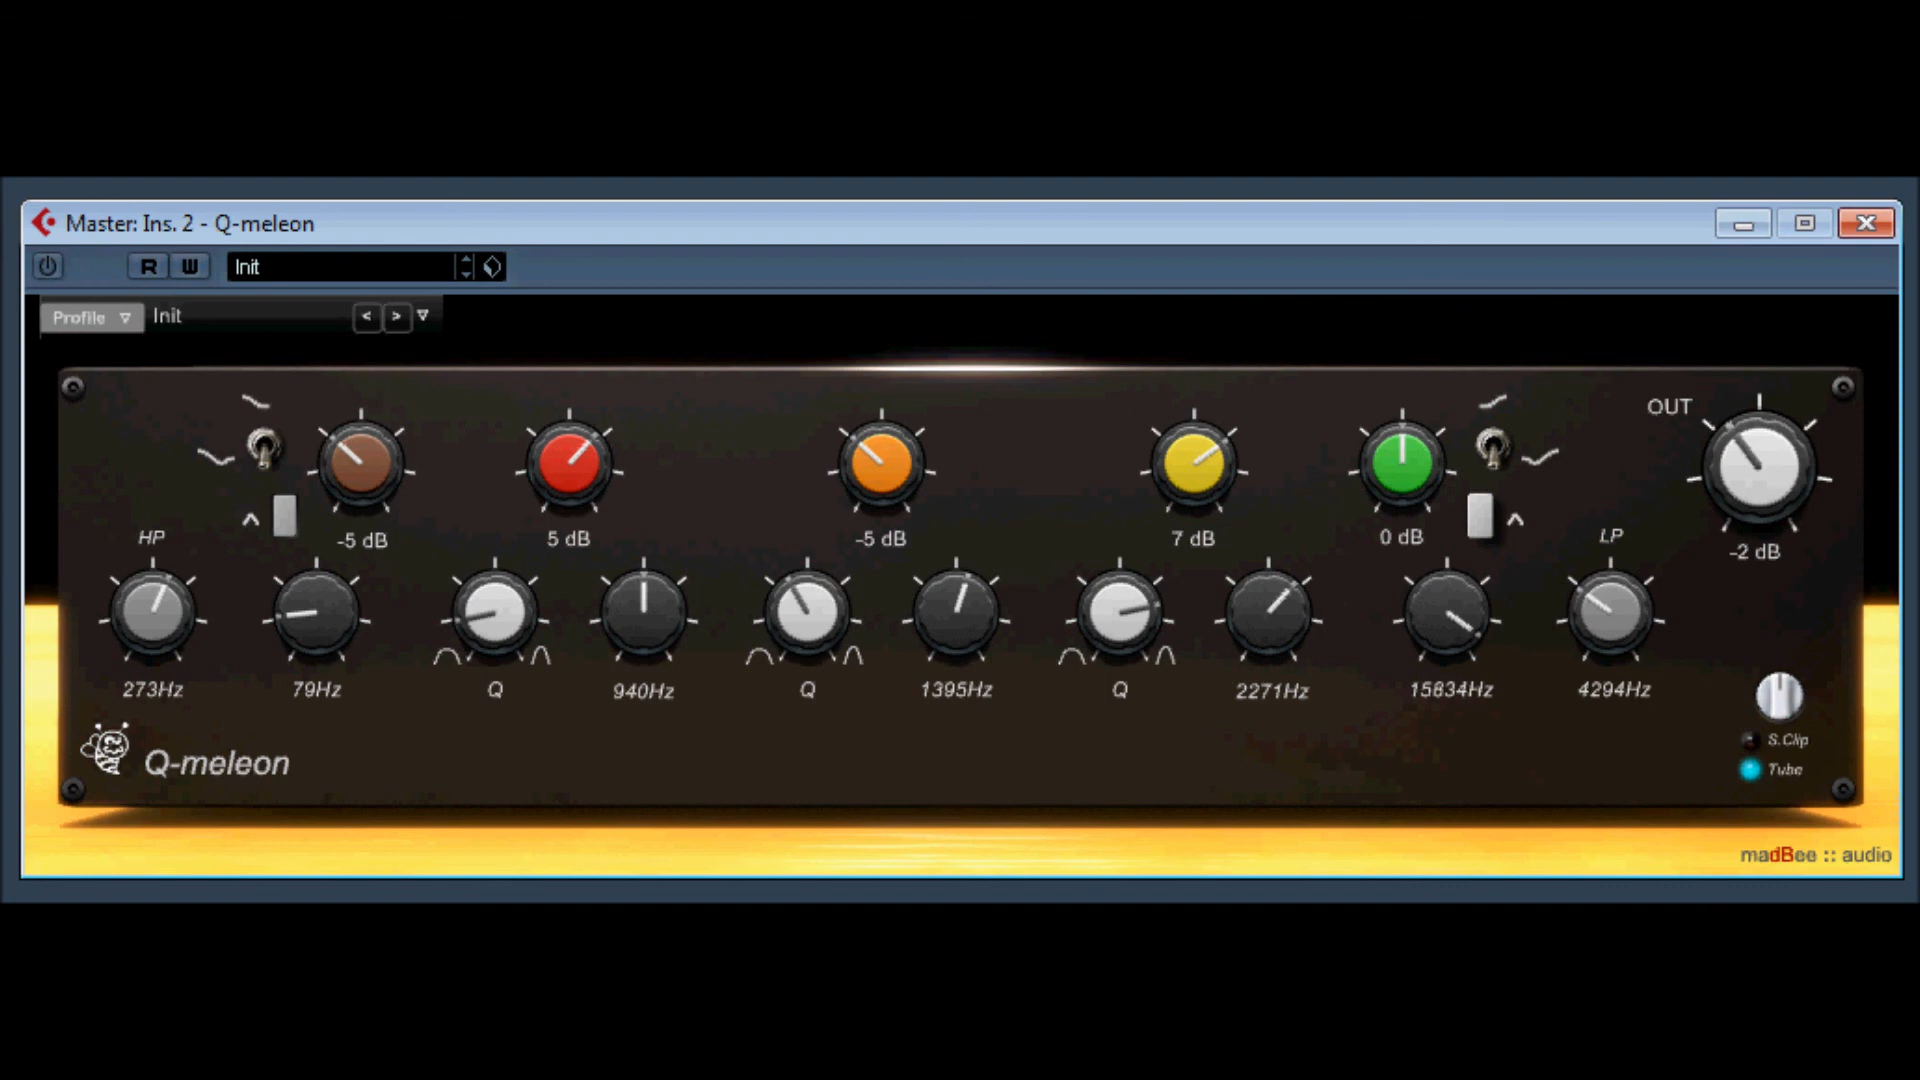 Master: Ins. 2 - Q-meleon
R W Init
Profile Init < >
OUT
-5 dB 5 dB -5 dB 7 dB 0 dB -2 dB
HP LP
273Hz 79Hz Q 940Hz Q 1395Hz Q 2271Hz 15834Hz 4294Hz
S.Clip
Tube
Q-meleon
madBee :: audio